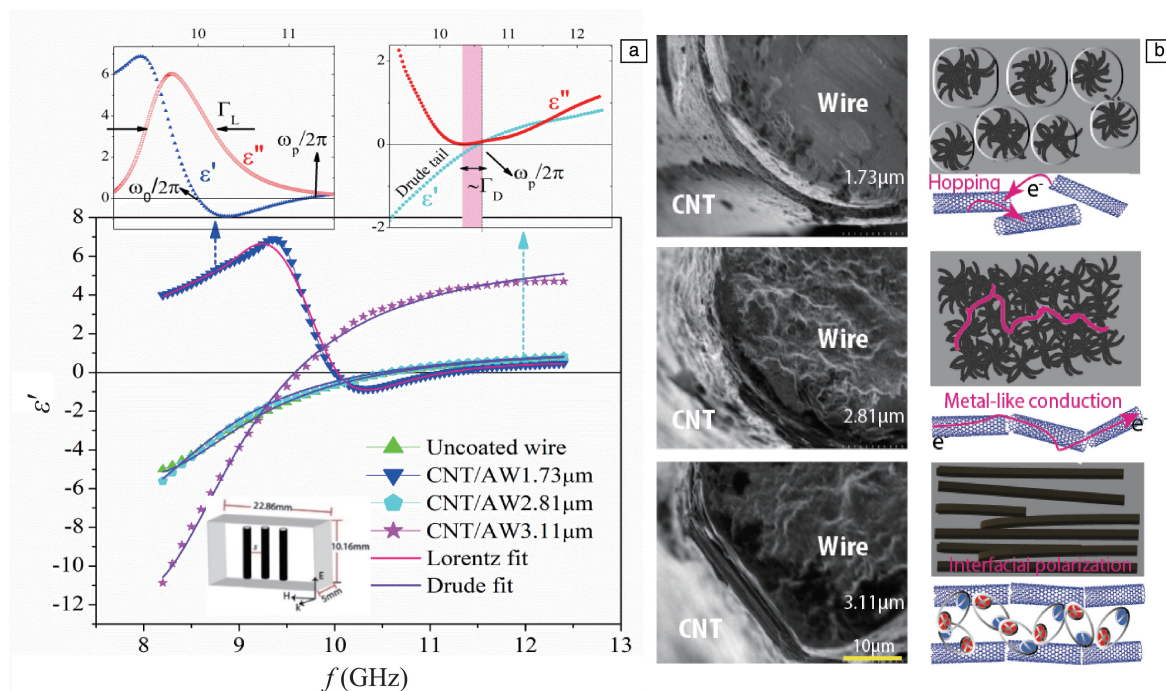 a
10
11
6
4
2
0
Γ_L
ε'
ε''
ω_0/2π
ω_p/2π
10
11
12
2
0
-2
ε''
Drude tail
ε'
~Γ_D
ω_p/2π
8
6
4
2
0
-2
-4
-6
-8
-10
-12
ε'
Uncoated wire
CNT/AW1.73μm
CNT/AW2.81μm
CNT/AW3.11μm
Lorentz fit
Drude fit
22.86mm
10.16mm
5mm
s
E
H
K
8
9
10
11
12
13
f (GHz)
Wire
1.73μm
CNT
Wire
2.81μm
CNT
Wire
3.11μm
CNT
10μm
b
Hopping
e-
Metal-like conduction
e
e-
Interfacial polarization